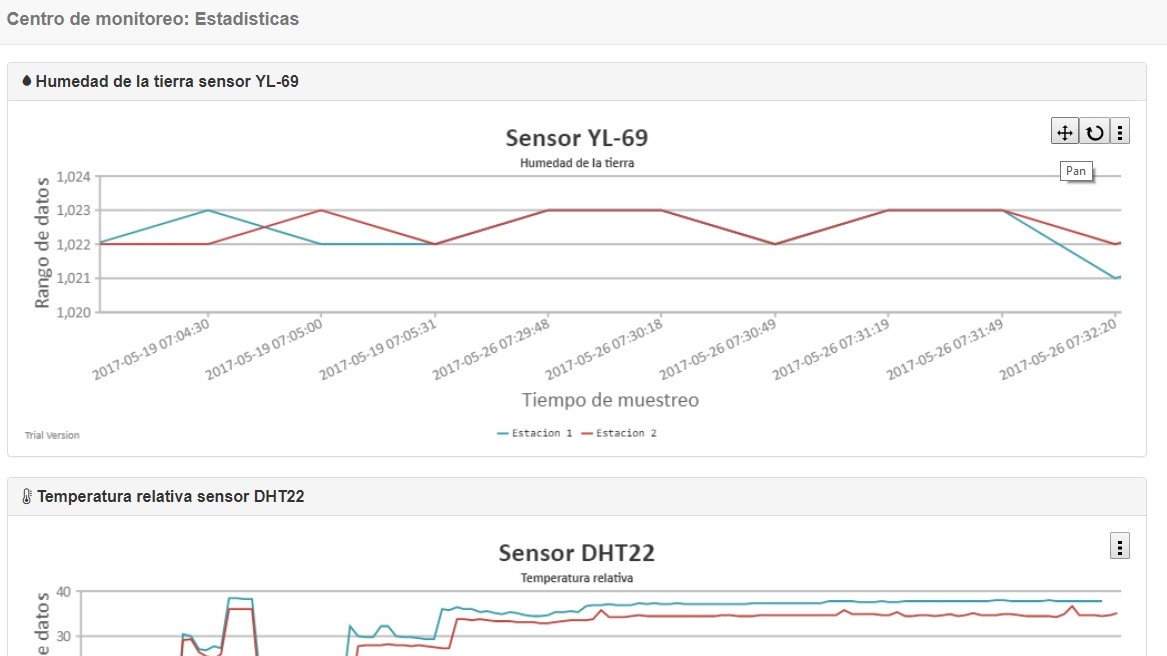 Centro de monitoreo: Estadisticas
Humedad de la tierra sensor YL-69
Sensor YL-69
Humedad de la tierra
Pan
Rango de datos
1,024
1,023
1,022
1,021
1,020
2017-05-19 07:04:30
2017-05-19 07:05:00
2017-05-19 07:05:31
2017-05-26 07:29:48
2017-05-26 07:30:18
2017-05-26 07:30:49
2017-05-26 07:31:19
2017-05-26 07:31:49
2017-05-26 07:32:20
Tiempo de muestreo
Trial Version
Estacion 1 Estacion 2
Temperatura relativa sensor DHT22
Sensor DHT22
Temperatura relativa
e datos
40
30